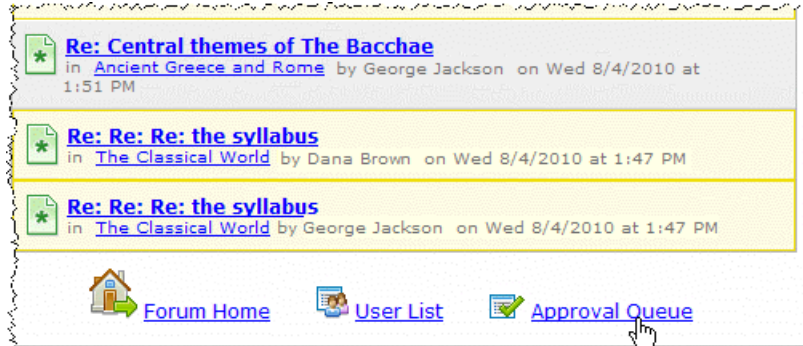 Re: Central themes of The Bacchae
in Ancient Greece and Rome by George Jackson on Wed 8/4/2010 at
1:51 PM
Re: Re: Re: the syllabus
in The Classical World by Dana Brown on Wed 8/4/2010 at 1:47 PM
Re: Re: Re: the syllabus
in The Classical World by George Jackson on Wed 8/4/2010 at 1:47 PM
Forum Home User List Approval Queue